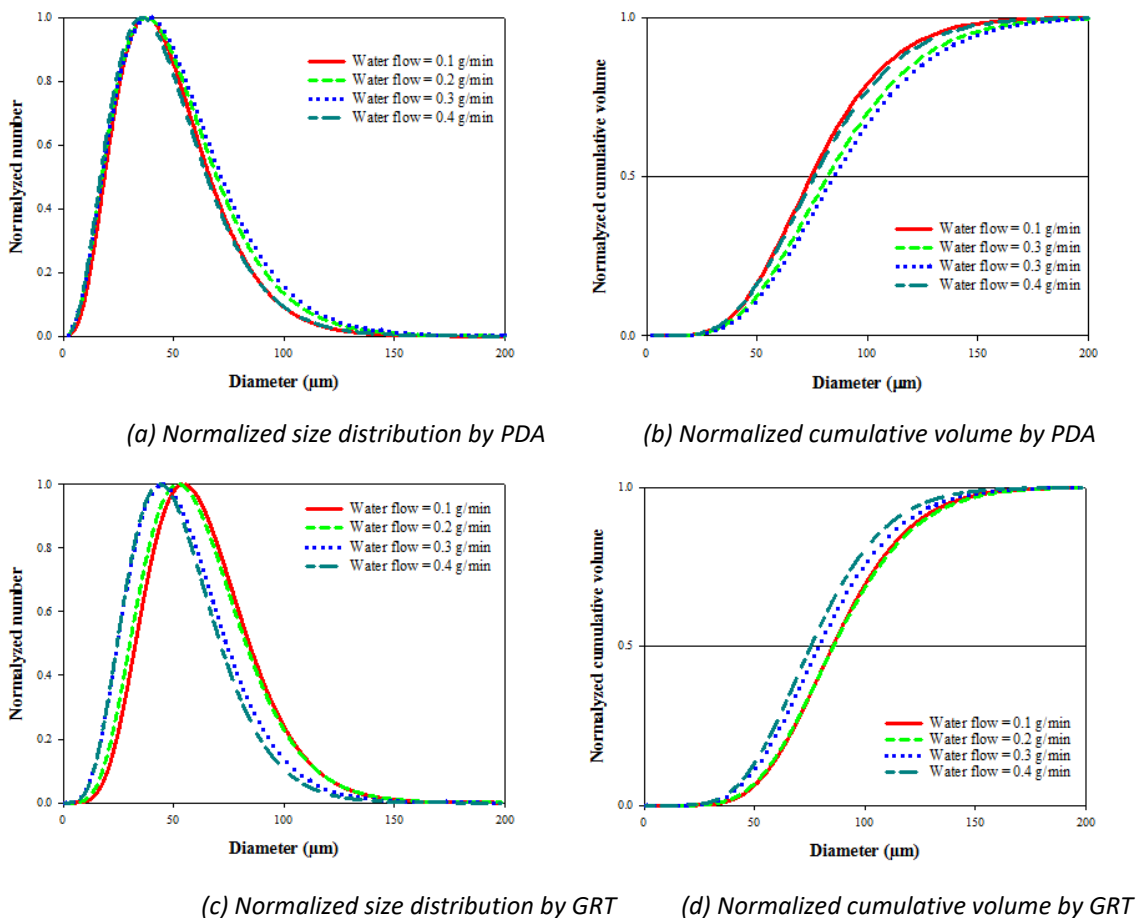 1.0
0.8
0.6
0.4
0.2
0.0
Normalyzed number
0
50
100
150
200
Diameter (µm)
Water flow = 0.1 g/min
Water flow = 0.2 g/min
Water flow = 0.3 g/min
Water flow = 0.4 g/min
1.0
0.5
0.0
Normalyzed cumulative volume
0
50
100
150
200
Diameter (µm)
Water flow = 0.1 g/min
Water flow = 0.3 g/min
Water flow = 0.3 g/min
Water flow = 0.4 g/min
(a) Normalized size distribution by PDA
(b) Normalized cumulative volume by PDA
1.0
0.8
0.6
0.4
0.2
0.0
Normalyzed number
0
50
100
150
200
Diameter (µm)
Water flow = 0.1 g/min
Water flow = 0.2 g/min
Water flow = 0.3 g/min
Water flow = 0.4 g/min
1.0
0.5
0.0
Normalyzed cumulative volume
0
50
100
150
200
Diameter (µm)
Water flow = 0.1 g/min
Water flow = 0.2 g/min
Water flow = 0.3 g/min
Water flow = 0.4 g/min
(c) Normalized size distribution by GRT
(d) Normalized cumulative volume by GRT